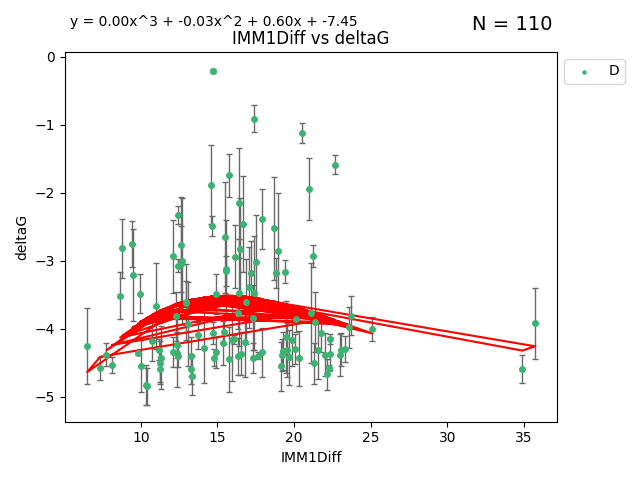 y = 0.00x^3 + -0.03x^2 + 0.60x + -7.45
N = 110
IMM1Diff vs deltaG
D
0
−1
−2
−3
−4
−5
deltaG
10 15 20 25 30 35
IMM1Diff